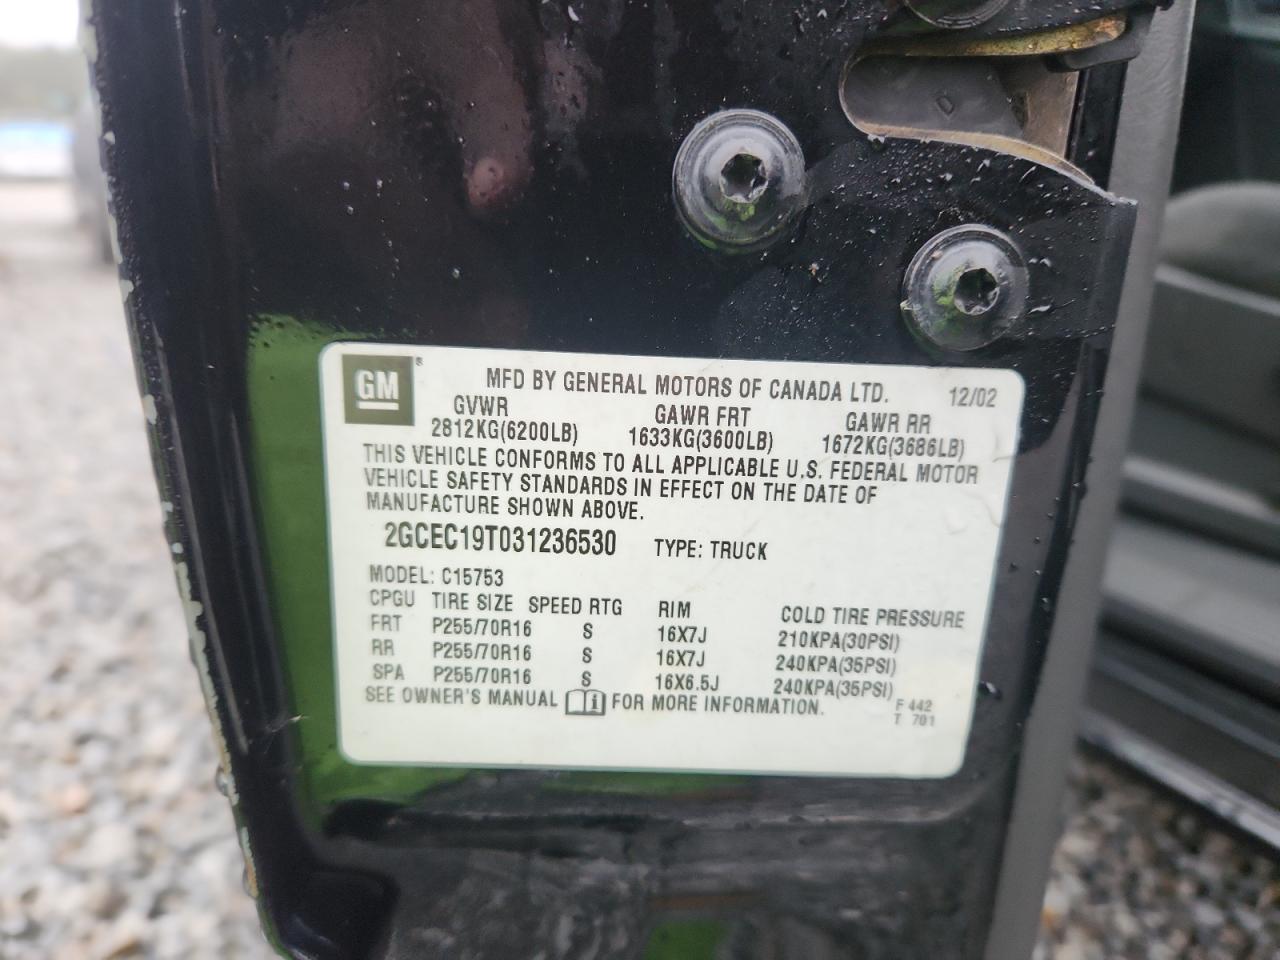 GM ® MFD BY GENERAL MOTORS OF CANADA LTD. 12/02
GVWR GAWR FRT GAWR RR
2812KG(6200LB) 1633KG(3600LB) 1672KG(3686LB)
THIS VEHICLE CONFORMS TO ALL APPLICABLE U.S. FEDERAL MOTOR
VEHICLE SAFETY STANDARDS IN EFFECT ON THE DATE OF
MANUFACTURE SHOWN ABOVE.
2GCEC19T031236530 TYPE: TRUCK
MODEL: C15753
CPGU TIRE SIZE SPEED RTG RIM COLD TIRE PRESSURE
FRT P255/70R16 S 16X7J 210KPA(30PSI)
RR P255/70R16 S 16X7J 240KPA(35PSI)
SPA P255/70R16 S 16X6.5J 240KPA(35PSI)
SEE OWNER'S MANUAL i FOR MORE INFORMATION.
F 442
T 701
D